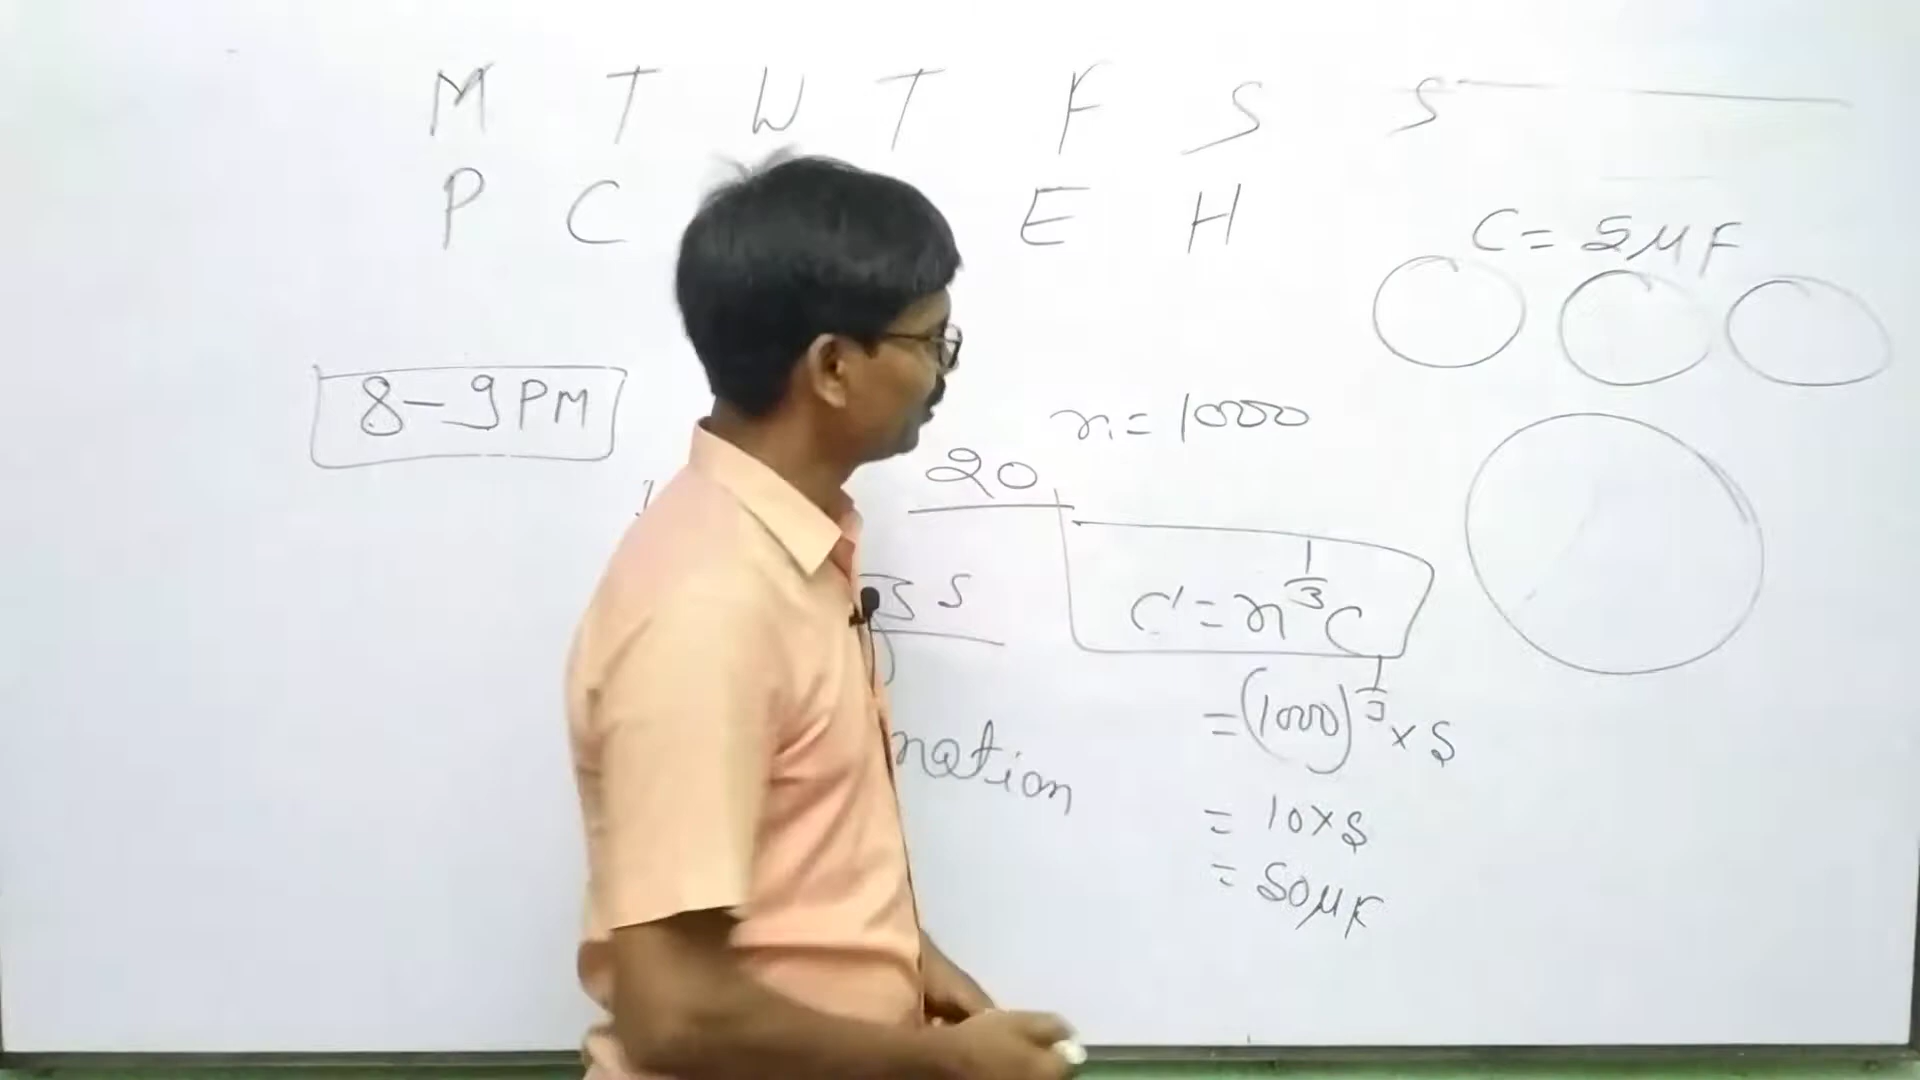 M T W T F S S
P C E H
C = 5μF
8-9PM
n = 1000
20
C' = n^{1/3} C
= (1000)^{1/3} × 5
nation
= 10×5
= 50μF